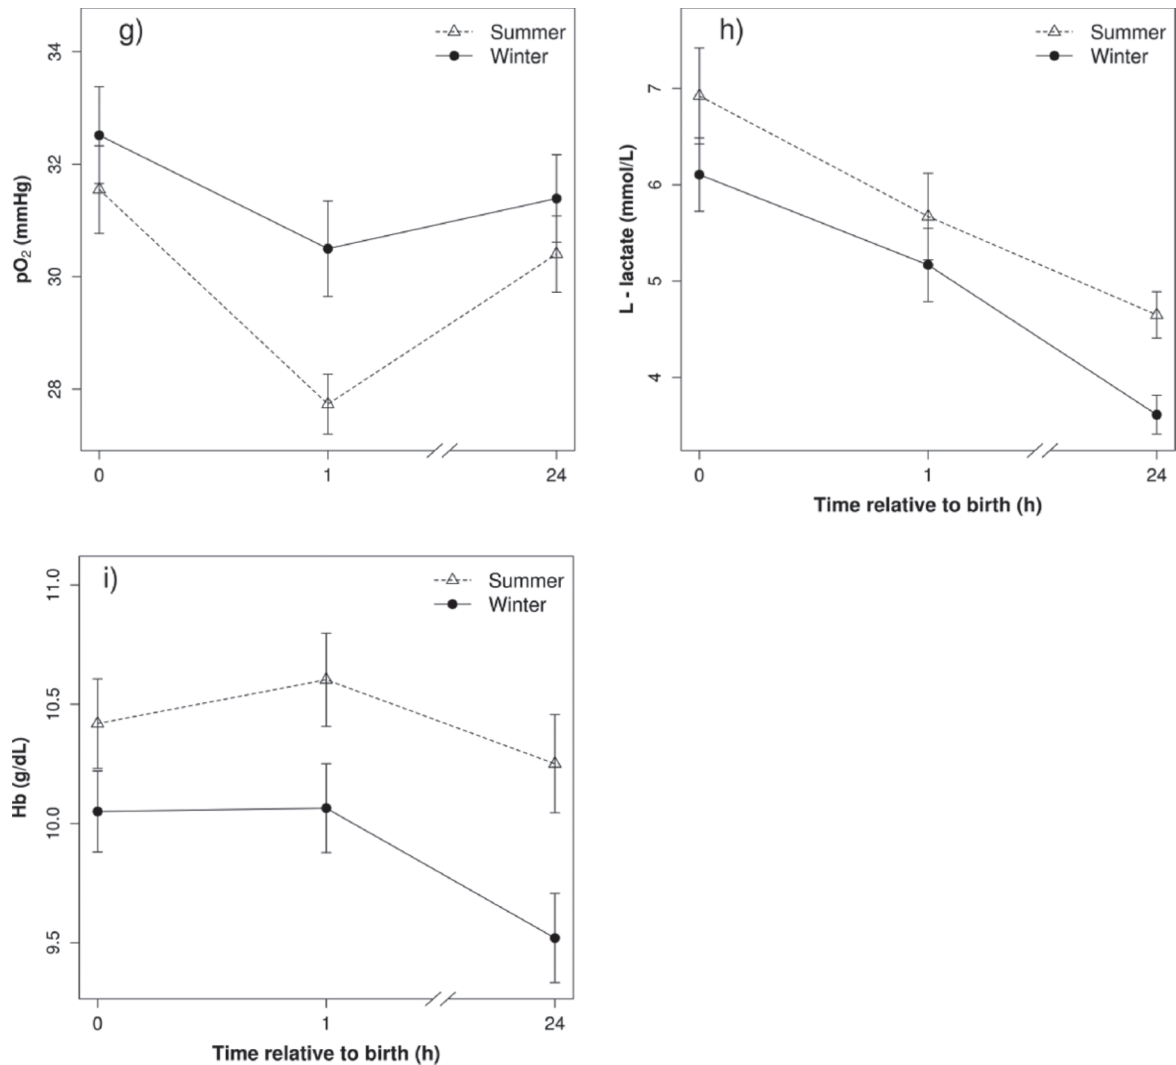 g)
Summer
Winter
34
32
30
28
pO₂ (mmHg)
0
1
24
h)
Summer
Winter
7
6
5
4
L - lactate (mmol/L)
0
1
24
Time relative to birth (h)
i)
Summer
Winter
11.0
10.5
10.0
9.5
Hb (g/dL)
0
1
24
Time relative to birth (h)